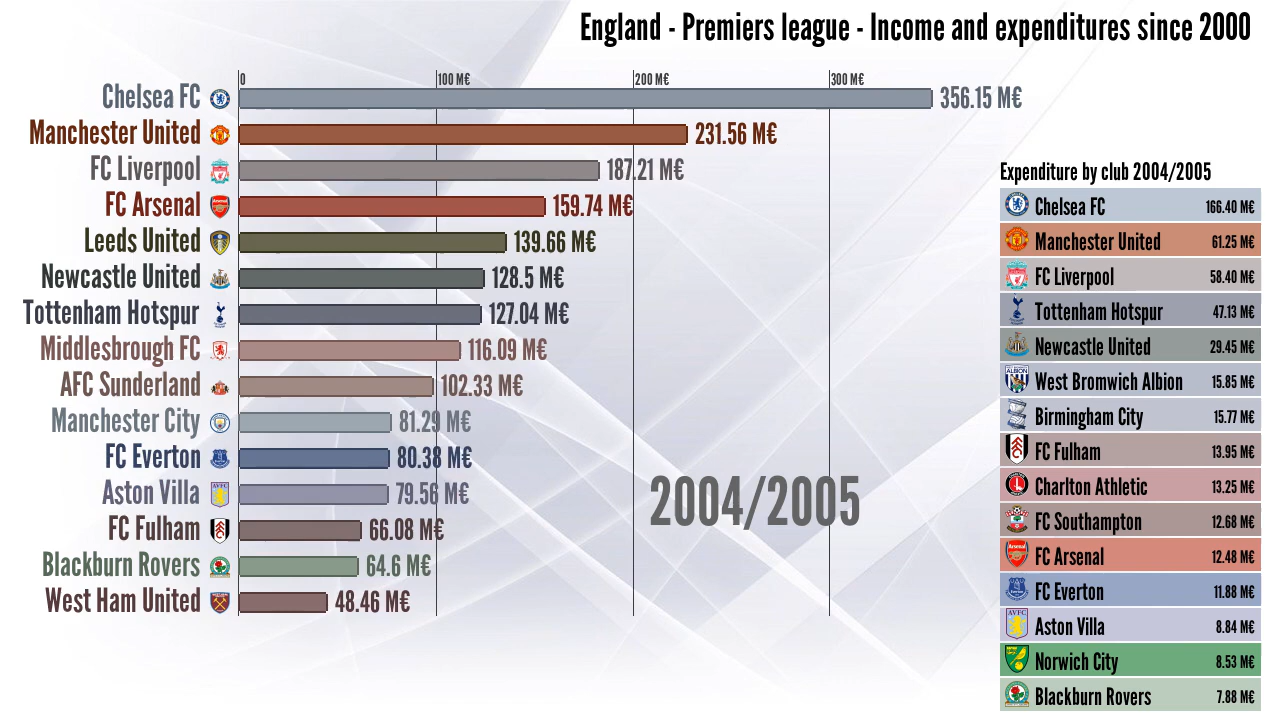 England - Premiers league - Income and expenditures since 2000
0 100 M€ 200 M€ 300 M€
Chelsea FC 356.15 M€
Manchester United 231.56 M€
FC Liverpool 187.21 M€
FC Arsenal 159.74 M€
Leeds United 139.66 M€
Newcastle United 128.5 M€
Tottenham Hotspur 127.04 M€
Middlesbrough FC 116.09 M€
AFC Sunderland 102.33 M€
Manchester City 81.29 M€
FC Everton 80.38 M€
Aston Villa 79.56 M€
FC Fulham 66.08 M€
Blackburn Rovers 64.6 M€
West Ham United 48.46 M€
2004/2005
Expenditure by club 2004/2005
Chelsea FC 166.40 M€
Manchester United 61.25 M€
FC Liverpool 58.40 M€
Tottenham Hotspur 47.13 M€
Newcastle United 29.45 M€
West Bromwich Albion 15.85 M€
Birmingham City 15.77 M€
FC Fulham 13.95 M€
Charlton Athletic 13.25 M€
FC Southampton 12.68 M€
FC Arsenal 12.48 M€
FC Everton 11.88 M€
Aston Villa 8.84 M€
Norwich City 8.53 M€
Blackburn Rovers 7.88 M€